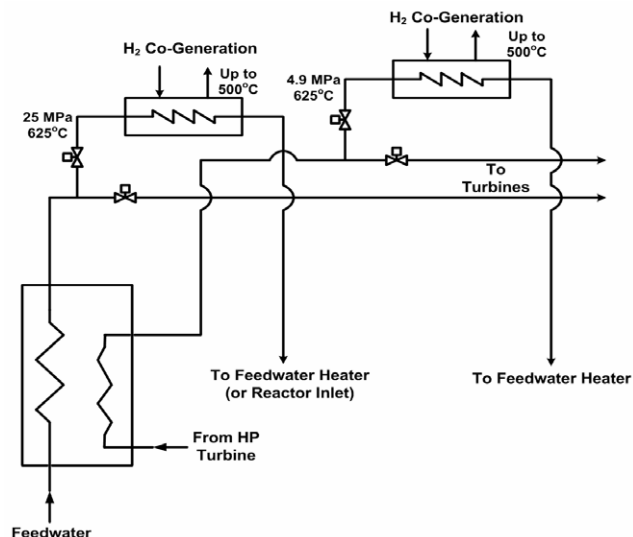 H₂ Co-Generation
Up to
500°C
25 MPa
625°C
H₂ Co-Generation
Up to
500°C
4.9 MPa
625°C
To
Turbines
To Feedwater Heater
(or Reactor Inlet)
To Feedwater Heater
From HP
Turbine
Feedwater